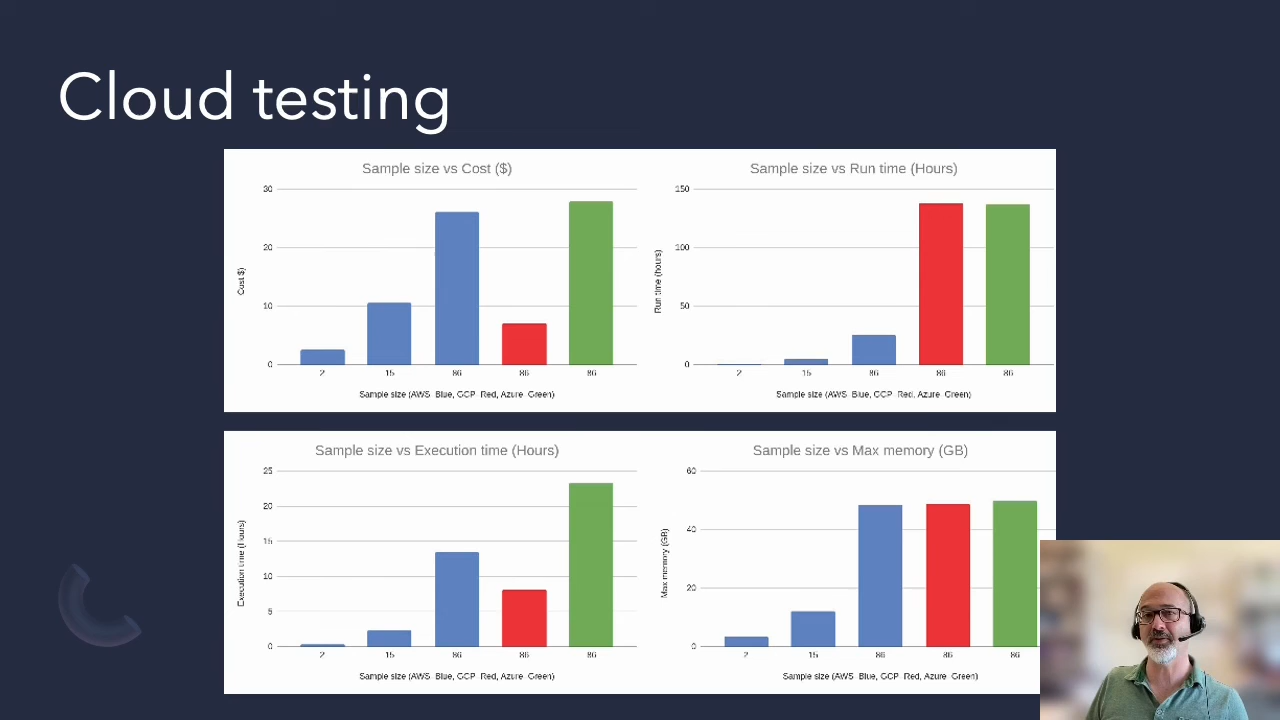 Cloud testing
Sample size vs Cost ($)
30
20
10
0
Cost $)
2 15 86 86 86
Sample size (AWS Blue, GCP Red, Azure Green)
Sample size vs Run time (Hours)
150
100
50
0
Run time (hours)
2 15 86 86 86
Sample size (AWS Blue, GCP Red, Azure Green)
Sample size vs Execution time (Hours)
25
20
15
10
5
0
Execution time (Hours)
2 15 86 86 86
Sample size (AWS Blue, GCP Red, Azure Green)
Sample size vs Max memory (GB)
60
40
20
0
Max memory (GB)
2 15 86 86 86
Sample size (AWS Blue, GCP Red, Azure Green)